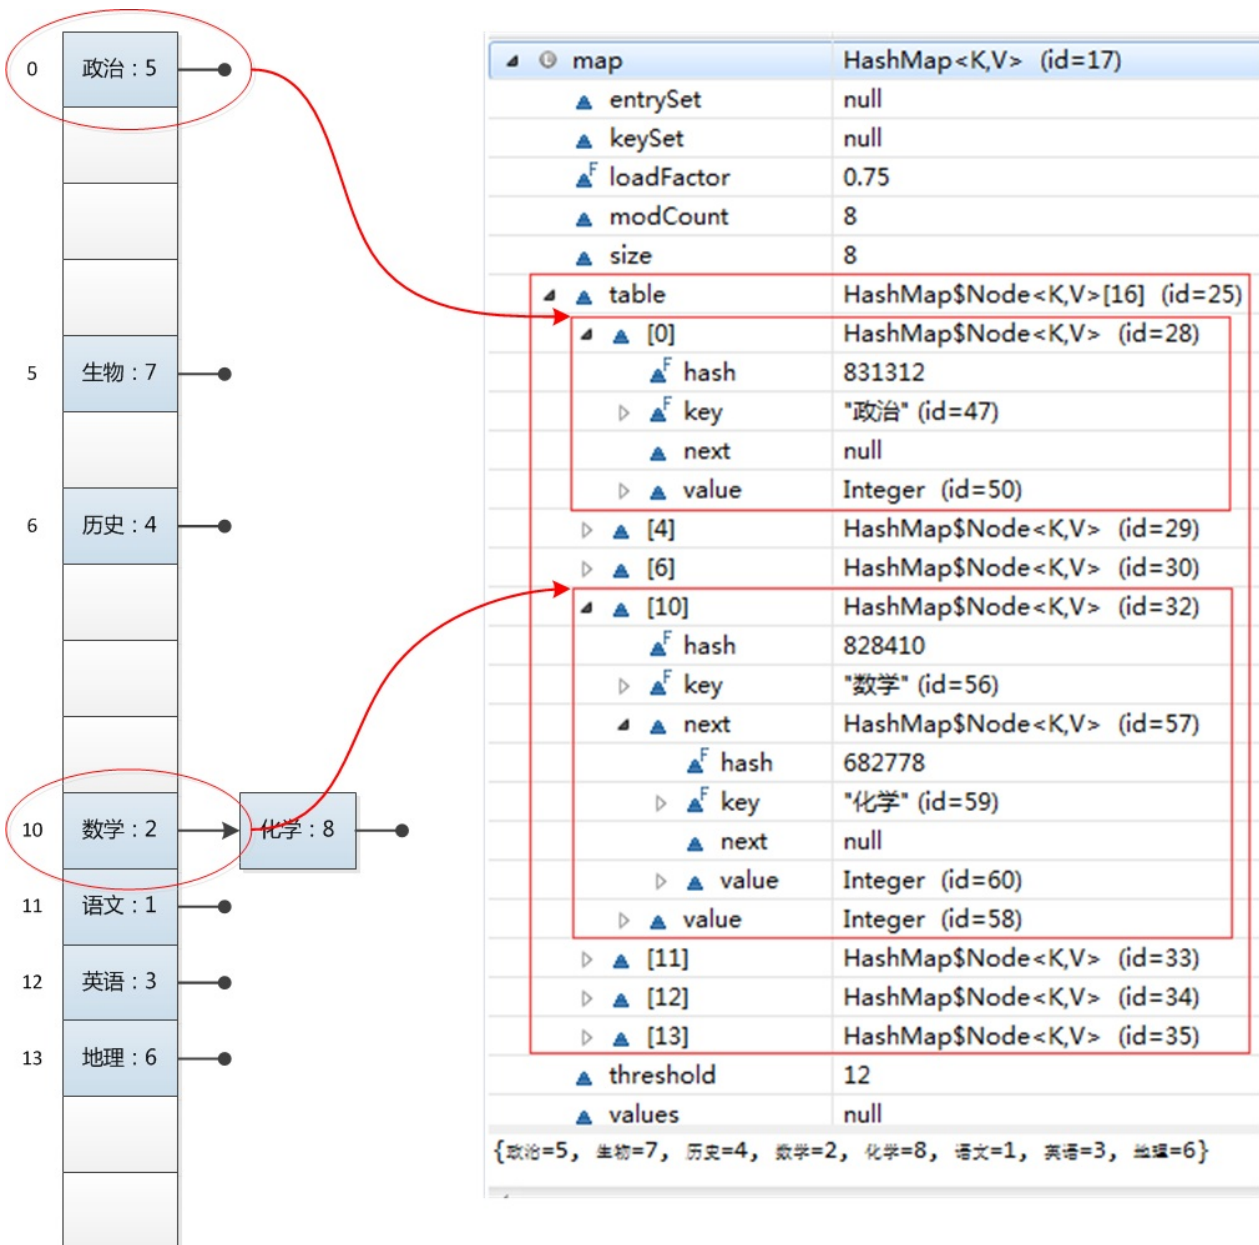 0 政治：5
5 生物：7
6 历史：4
10 数学：2 化学：8
11 语文：1
12 英语：3
13 地理：6
map HashMap<K,V> (id=17)
entrySet null
keySet null
F loadFactor 0.75
modCount 8
size 8
table HashMap$Node<K,V>[16] (id=25)
[0] HashMap$Node<K,V> (id=28)
F hash 831312
F key "政治" (id=47)
next null
value Integer (id=50)
[4] HashMap$Node<K,V> (id=29)
[6] HashMap$Node<K,V> (id=30)
[10] HashMap$Node<K,V> (id=32)
F hash 828410
F key "数学" (id=56)
next HashMap$Node<K,V> (id=57)
F hash 682778
F key "化学" (id=59)
next null
value Integer (id=60)
value Integer (id=58)
[11] HashMap$Node<K,V> (id=33)
[12] HashMap$Node<K,V> (id=34)
[13] HashMap$Node<K,V> (id=35)
threshold 12
values null
{政治=5, 生物=7, 历史=4, 数学=2, 化学=8, 语文=1, 英语=3, 地理=6}